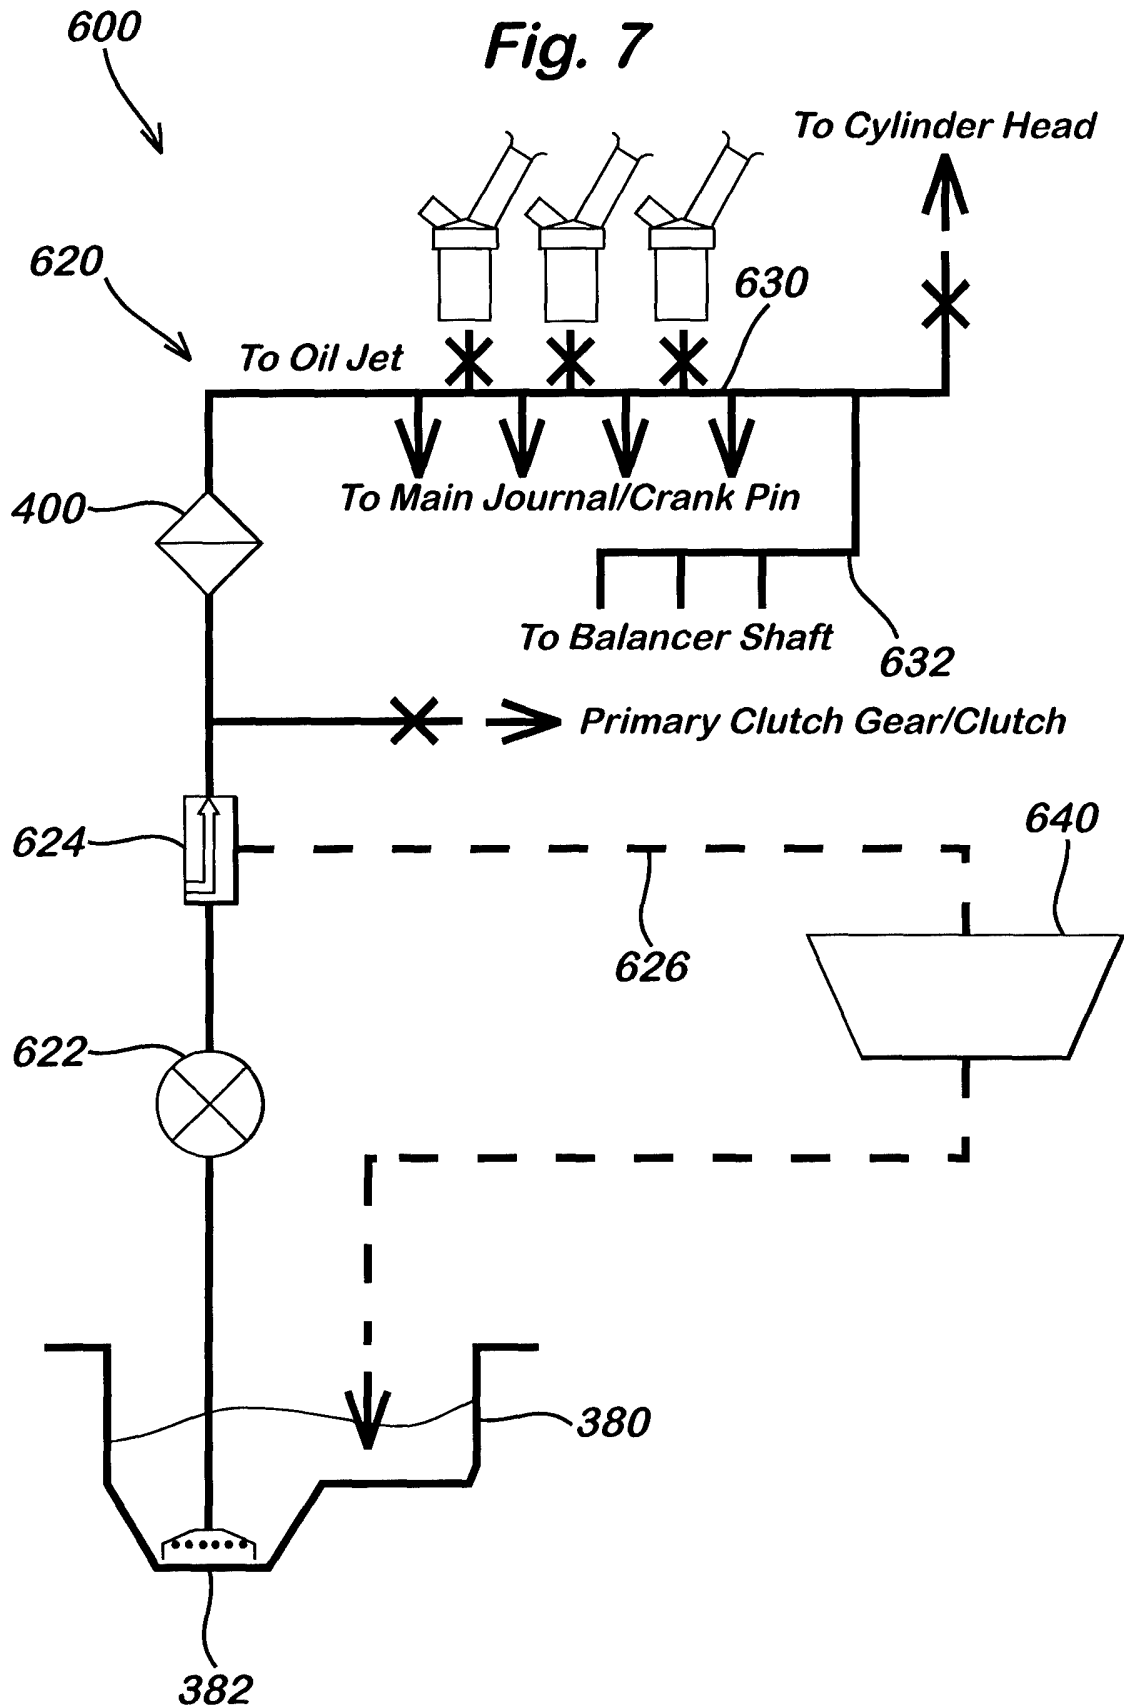 600
Fig. 7
To Cylinder Head
620
630
To Oil Jet
400
To Main Journal/Crank Pin
To Balancer Shaft
632
Primary Clutch Gear/Clutch
624
640
626
622
380
382